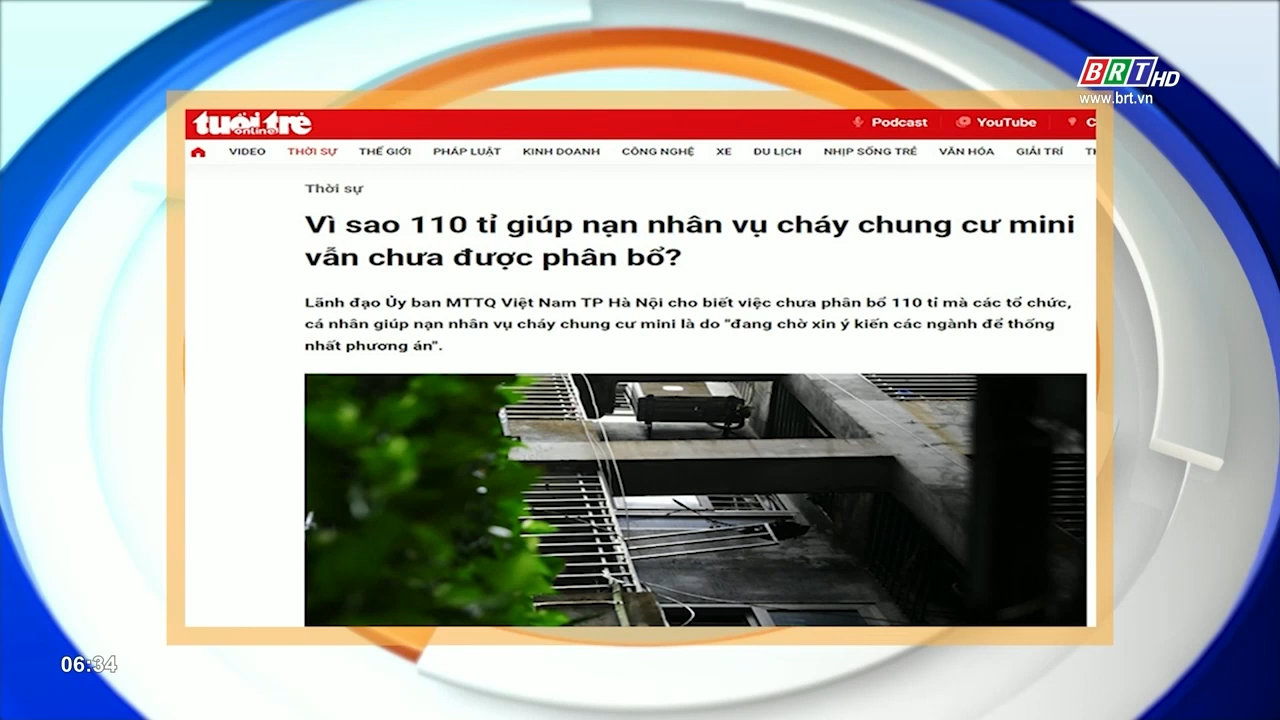 BRT HD
www.brt.vn
tuổi trẻ
online
Podcast
YouTube
C
VIDEO THỜI SỰ THẾ GIỚI PHÁP LUẬT KINH DOANH CÔNG NGHỆ XE DU LỊCH NHỊP SỐNG TRẺ VĂN HÓA GIẢI TRÍ
Thời sự
Vì sao 110 tỉ giúp nạn nhân vụ cháy chung cư mini
vẫn chưa được phân bổ?
Lãnh đạo Ủy ban MTTQ Việt Nam TP Hà Nội cho biết việc chưa phân bổ 110 tỉ mà các tổ chức,
cá nhân giúp nạn nhân vụ cháy chung cư mini là do "đang chờ xin ý kiến các ngành để thống
nhất phương án".
06:34